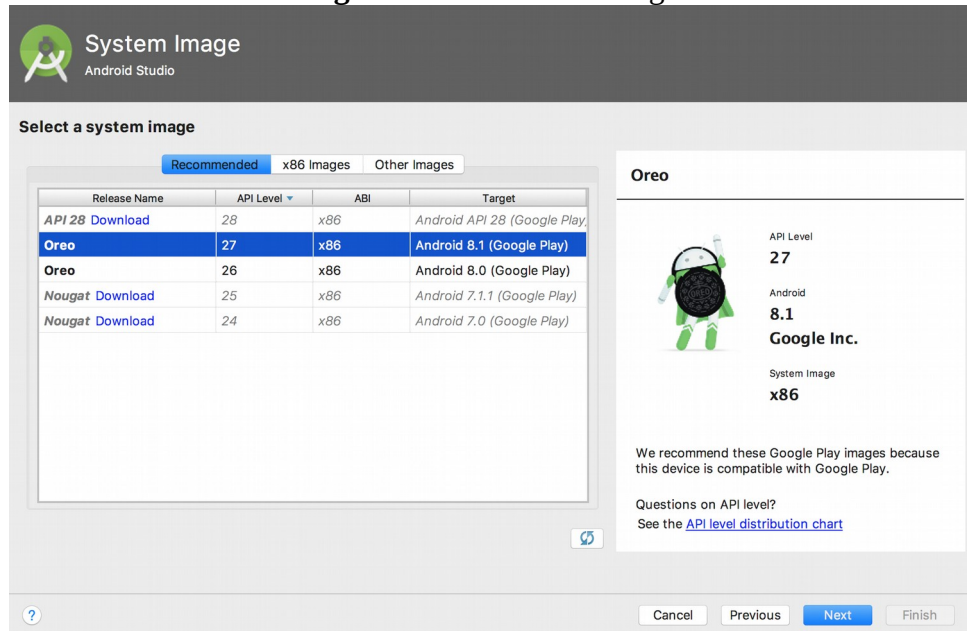 System Image
Android Studio
Select a system image
Recommended x86 Images Other Images
Release Name API Level ABI Target
API 28 Download 28 x86 Android API 28 (Google Play
Oreo 27 x86 Android 8.1 (Google Play)
Oreo 26 x86 Android 8.0 (Google Play)
Nougat Download 25 x86 Android 7.1.1 (Google Play)
Nougat Download 24 x86 Android 7.0 (Google Play)
Oreo
OREO
API Level
27
Android
8.1
Google Inc.
System Image
x86
We recommend these Google Play images because
this device is compatible with Google Play.
Questions on API level?
See the API level distribution chart
?
Cancel Previous Next Finish